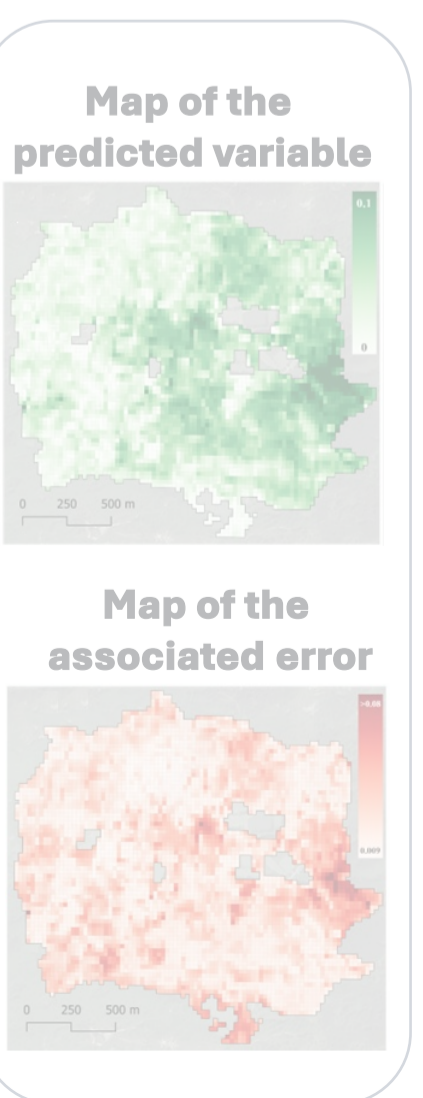 Map of the
predicted variable
0.1
0
0 250 500 m
Map of the
associated error
>0.08
0.009
0 250 500 m